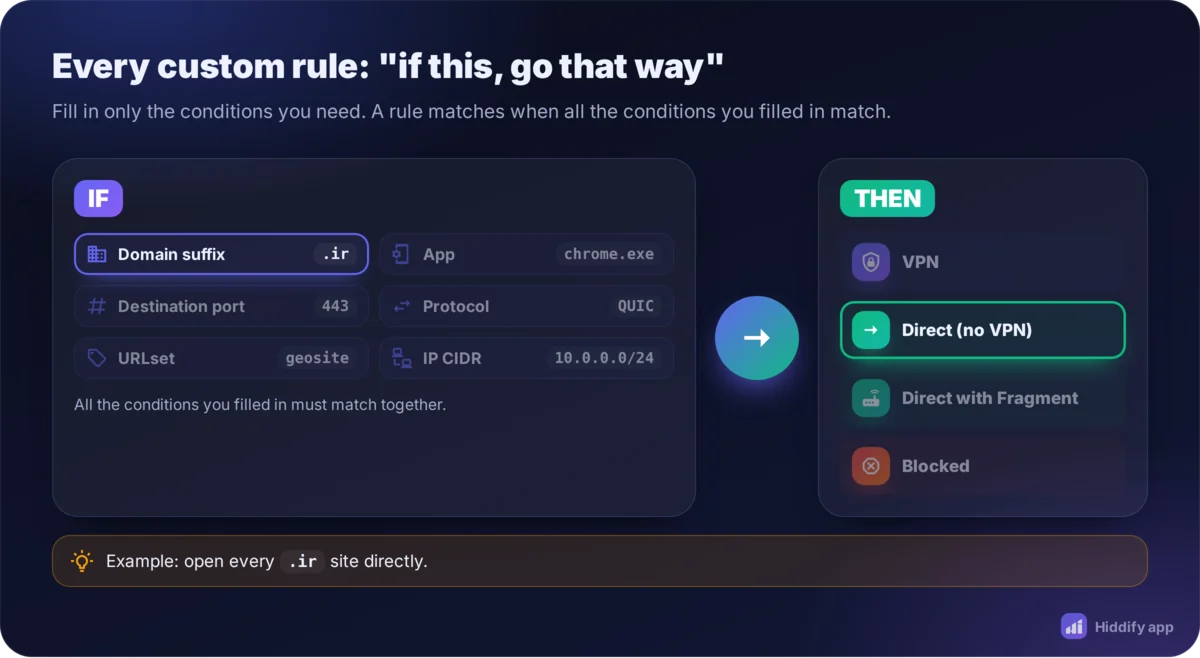 Every custom rule: "if this, go that way"
Fill in only the conditions you need. A rule matches when all the conditions you filled in match.
IF
Domain suffix .ir
App chrome.exe
Destination port 443
Protocol QUIC
URLset geosite
IP CIDR 10.0.0.0/24
All the conditions you filled in must match together.
THEN
VPN
Direct (no VPN)
Direct with Fragment
Blocked
Example: open every .ir site directly.
Hiddify app